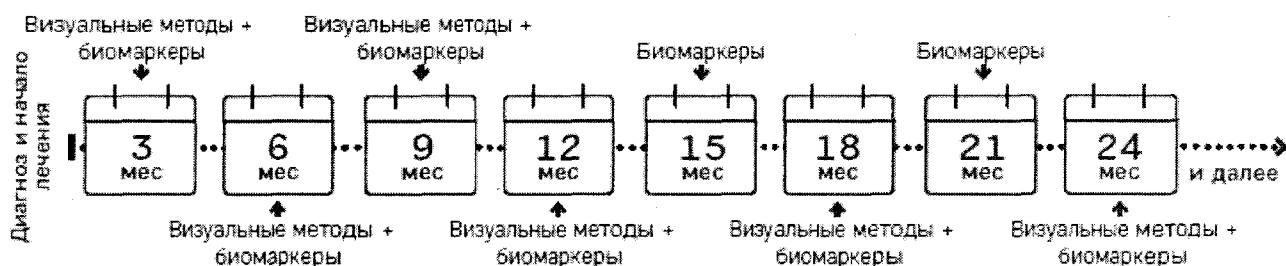 Визуальные методы +
биомаркеры
Визуальные методы +
биомаркеры
Биомаркеры
Биомаркеры
Диагноз и начало
лечения
3
мес
6
мес
9
мес
12
мес
15
мес
18
мес
21
мес
24
мес
и далее
Визуальные методы +
биомаркеры
Визуальные методы +
биомаркеры
Визуальные методы +
биомаркеры
Визуальные методы +
биомаркеры